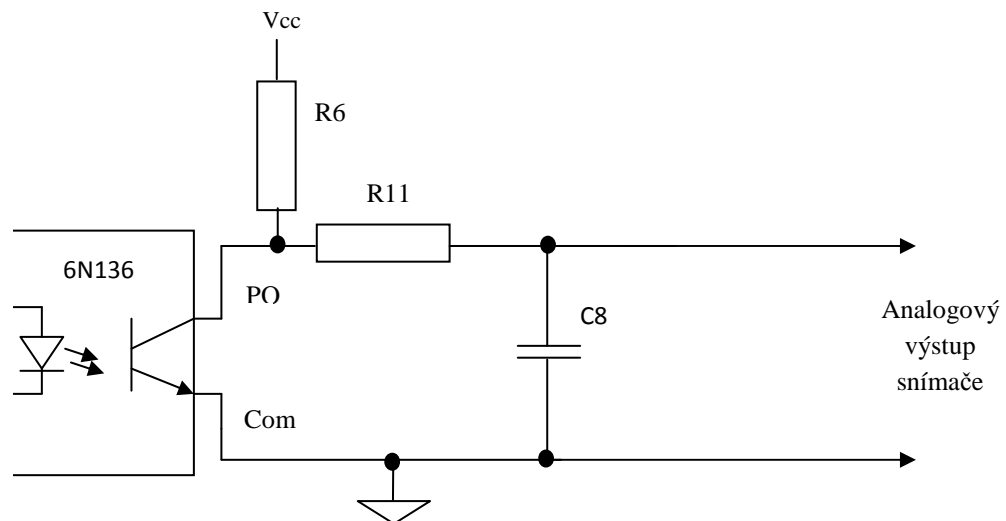 Vcc
R6
R11
6N136
PO
C8
Com
Analogový
výstup
snímače